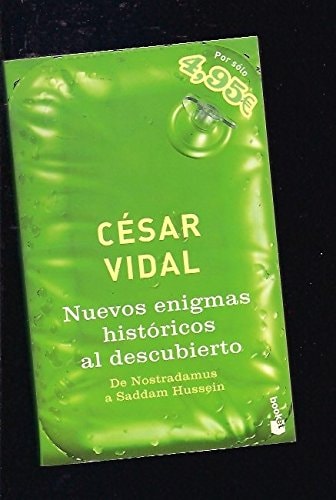 Por sólo
4,95€
CÉSAR
VIDAL
Nuevos enigmas
históricos
al descubierto
De Nostradamus
a Saddam Hussein
booket